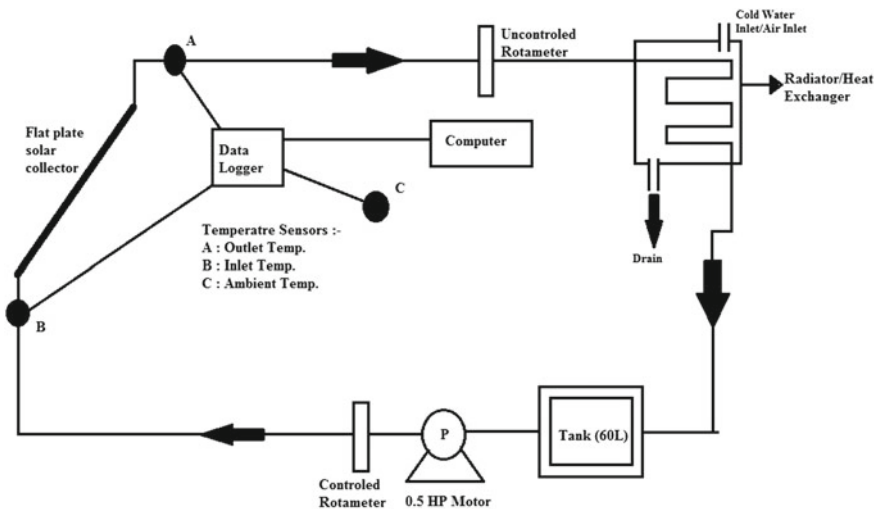 Cold Water
Inlet/Air Inlet
A
Uncontroled
Rotameter
Radiator/Heat
Exchanger
Flat plate
solar
collector
Data
Logger
Computer
C
Temperatre Sensors :-
A : Outlet Temp.
B : Inlet Temp.
C : Ambient Temp.
Drain
B
P
Tank (60L)
Controled
Rotameter
0.5 HP Motor